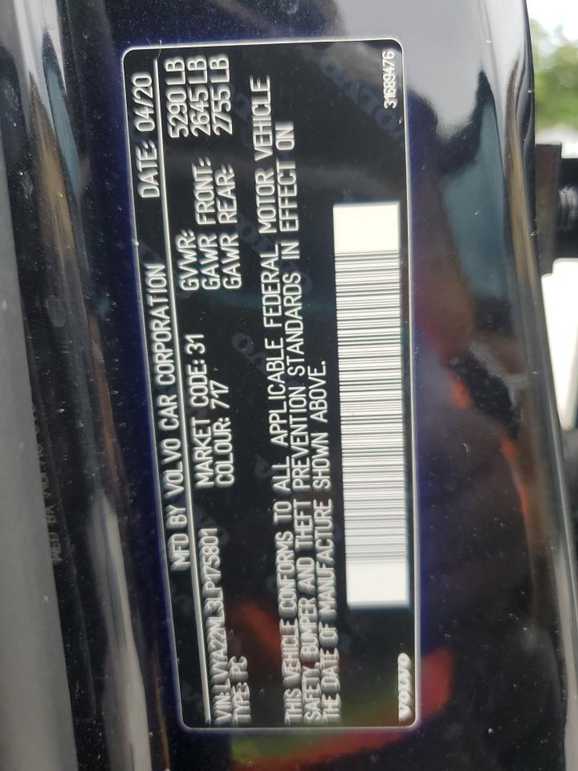 MFD BY VOLVO CAR CORPORATION DATE: 04/20
VIN: LVYA22ML3LP175801 MARKET CODE: 31 GVWR: 5290 LB
TYPE: PC COLOUR: 717 GAWR FRONT: 2645 LB
GAWR REAR: 2755 LB
THIS VEHICLE CONFORMS TO ALL APPLICABLE FEDERAL MOTOR VEHICLE
SAFETY, BUMPER AND THEFT PREVENTION STANDARDS IN EFFECT ON
THE DATE OF MANUFACTURE SHOWN ABOVE.
VOLVO 31689476